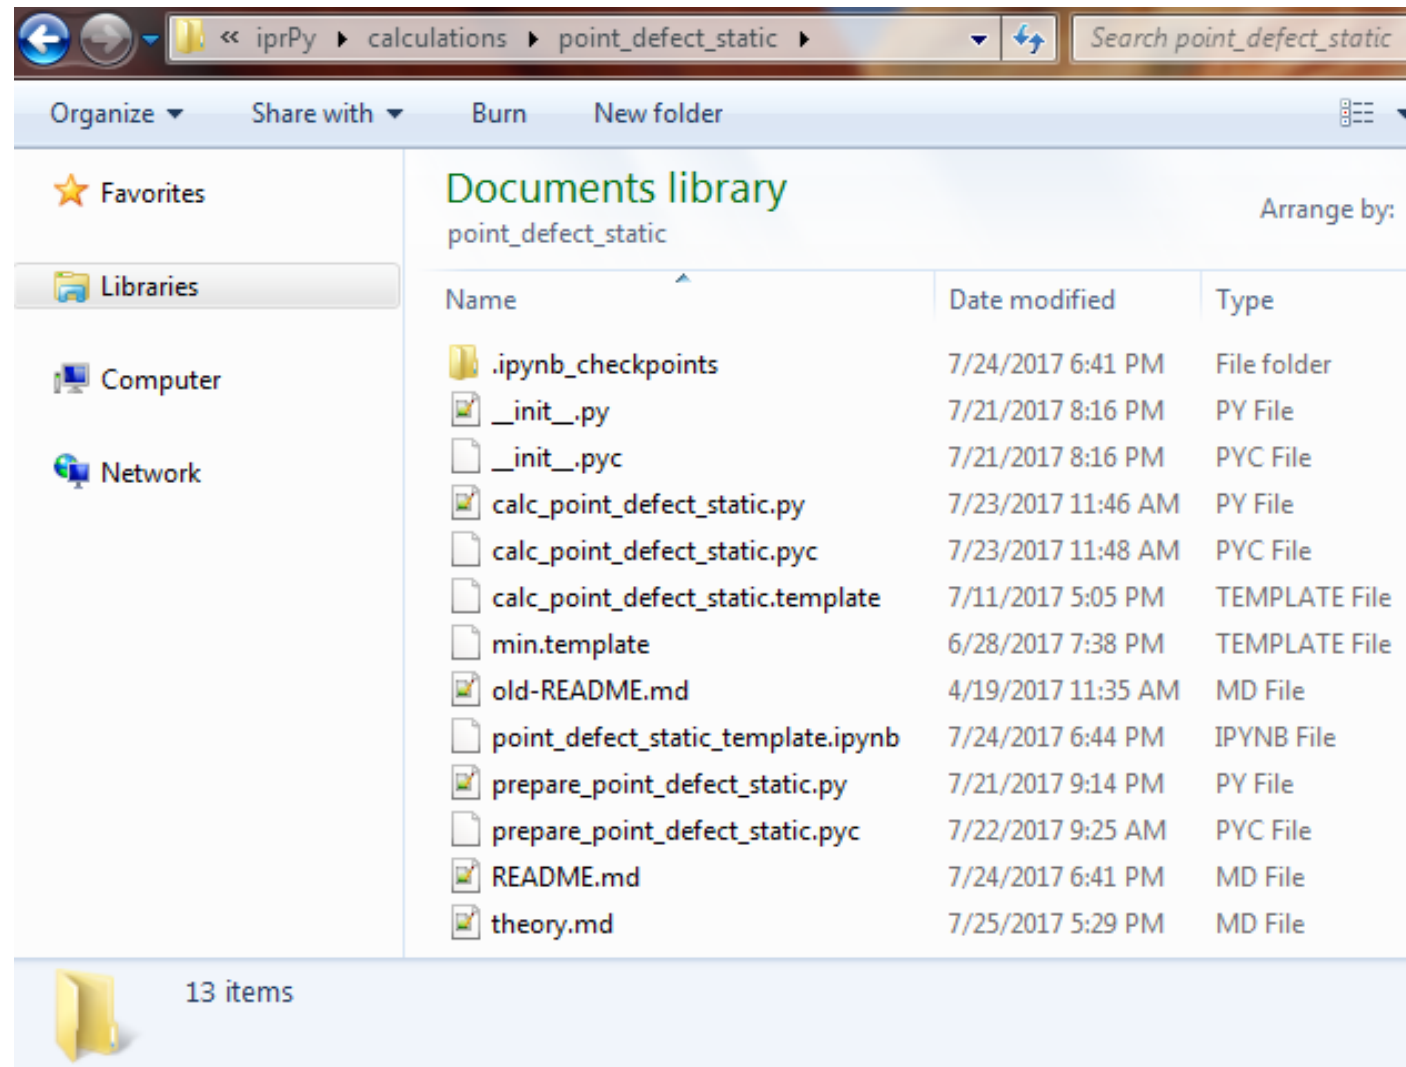 « iprPy ▸ calculations ▸ point_defect_static ▸ Search point_defect_static
Organize Share with Burn New folder
Favorites
Libraries
Computer
Network
Documents library
point_defect_static
Arrange by:
Name Date modified Type
.ipynb_checkpoints 7/24/2017 6:41 PM File folder
__init__.py 7/21/2017 8:16 PM PY File
__init__.pyc 7/21/2017 8:16 PM PYC File
calc_point_defect_static.py 7/23/2017 11:46 AM PY File
calc_point_defect_static.pyc 7/23/2017 11:48 AM PYC File
calc_point_defect_static.template 7/11/2017 5:05 PM TEMPLATE File
min.template 6/28/2017 7:38 PM TEMPLATE File
old-README.md 4/19/2017 11:35 AM MD File
point_defect_static_template.ipynb 7/24/2017 6:44 PM IPYNB File
prepare_point_defect_static.py 7/21/2017 9:14 PM PY File
prepare_point_defect_static.pyc 7/22/2017 9:25 AM PYC File
README.md 7/24/2017 6:41 PM MD File
theory.md 7/25/2017 5:29 PM MD File
13 items